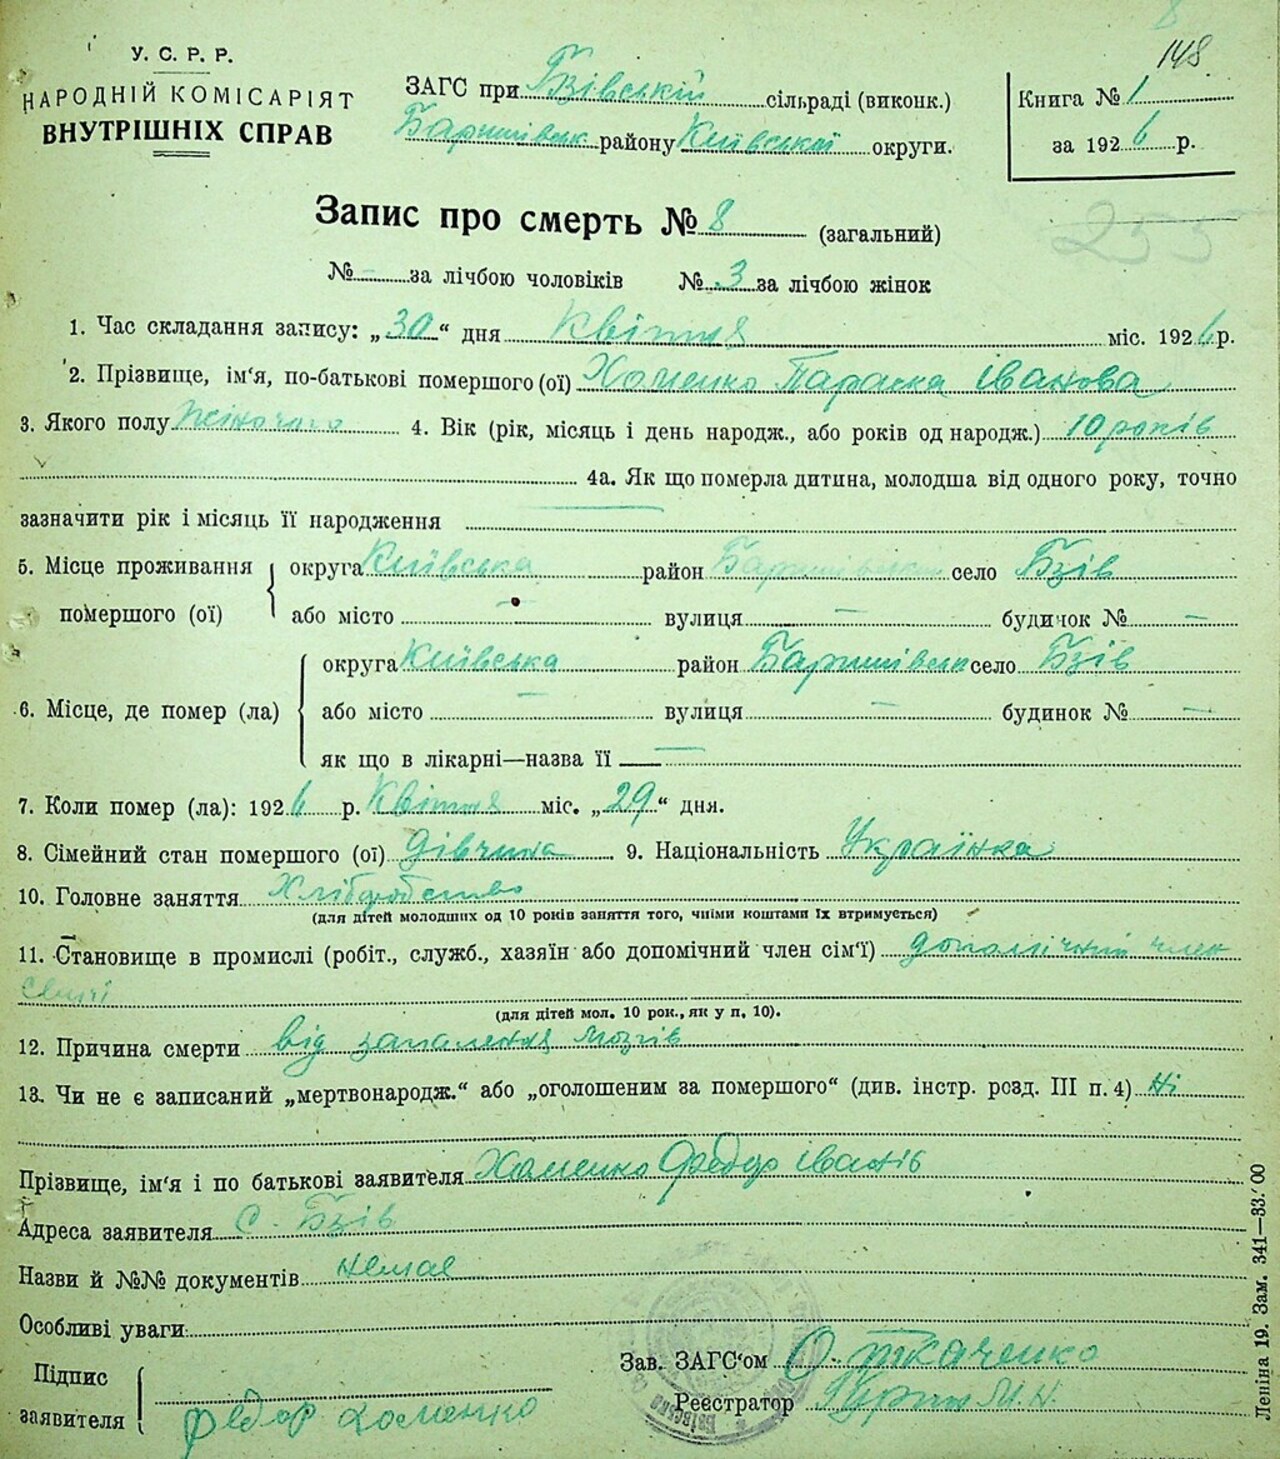 8
148
У. С. Р. Р.
НАРОДНІЙ КОМІСАРІЯТ
ВНУТРІШНІХ СПРАВ
ЗАГС при Бзівській сільраді (виконк.)
Баришівськ. району Київської округи.
Книга № 1
за 1926 р.
Запис про смерть № 8 (загальний)
255
№ - за лічбою чоловіків № 3 за лічбою жінок
1. Час складання запису: „30“ дня Квітня міс. 1926 р.
2. Прізвище, ім‘я, по-батькові помершого (ої) Хоменко Параска Іванова
3. Якого полу Жіночого 4. Вік (рік, місяць і день народж., або років од народж.) 10 років
4а. Як що померла дитина, молодша від одного року, точно
зазначити рік і місяць її народження —
5. Місце проживання помершого (ої) округа Київська район Баришівський село Бзів
або місто — вулиця — будинок № —
6. Місце, де помер (ла) округа Київська район Баришівськ село Бзів
або місто — вулиця — будинок № —
як що в лікарні—назва її —
7. Коли помер (ла): 1926 р. Квітня міс. „29“ дня.
8. Сімейний стан помершого (ої) дівчина 9. Національність Українка
10. Головне заняття Хліборобство
(для дітей молодших од 10 років заняття того, чиїми коштами їх втримується)
11. Становище в промислі (робіт., служб., хазяїн або допомічний член сім‘ї) допомічний член
сім'ї
(для дітей мол. 10 рок., як у п. 10).
12. Причина смерти від запалення мозгів
13. Чи не є записаний „мертвонародж.“ або „оголошеним за помершого“ (див. інстр. розд. III п. 4) ні
Прізвище, ім‘я і по батькові заявителя Хоменко Федор Іванів
Адреса заявителя С. Бзів
Назви й №№ документів немає
Особливі уваги
Підпис заявителя Федор Хоменко
Зав. ЗАГС‘ом О. Ткаченко
Реєстратор М. Н.
Леніна 19. Зам. 341—83.000